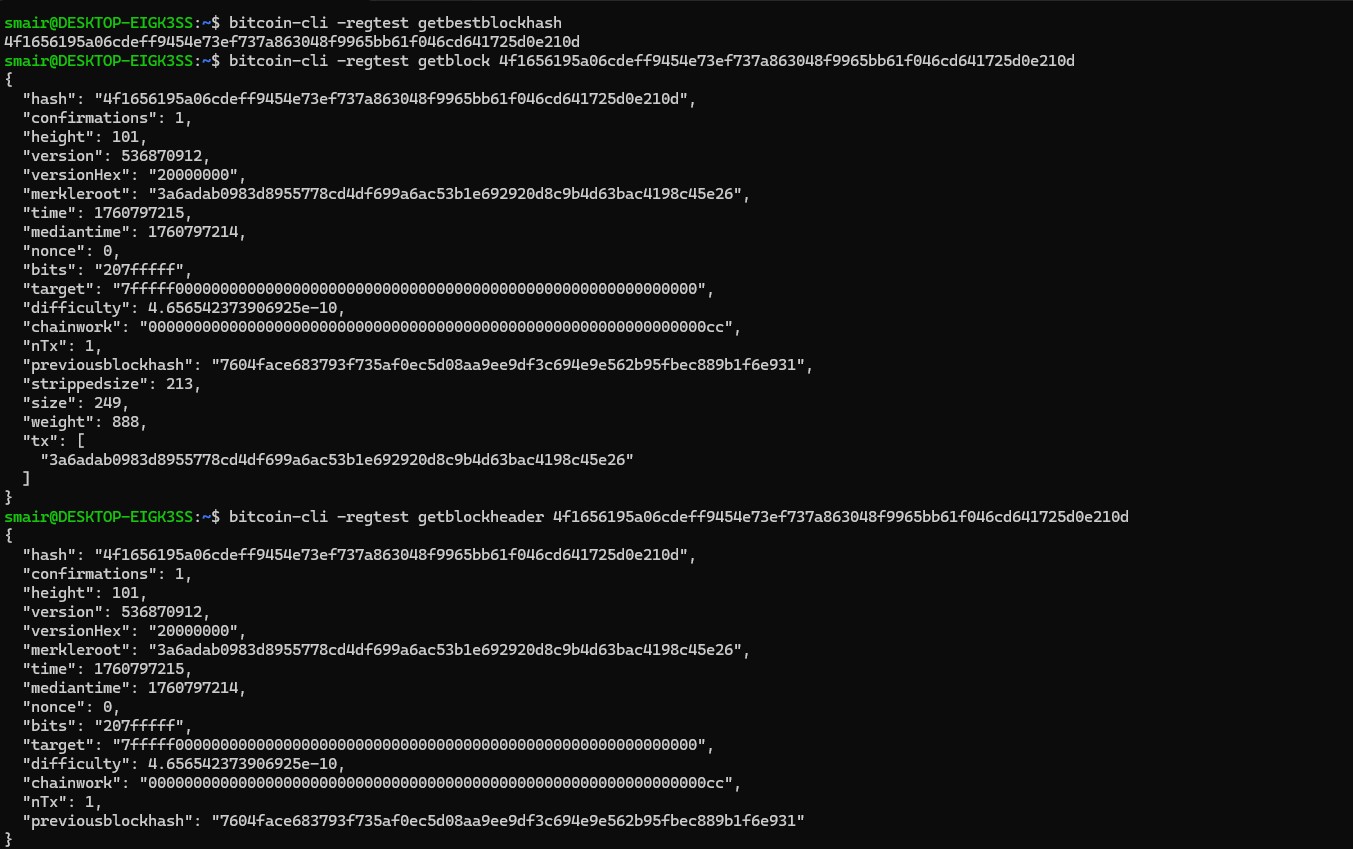 smair@DESKTOP-EIGK3SS:~$ bitcoin-cli -regtest getbestblockhash
4f1656195a06cdeff9454e73ef737a863048f9965bb61f046cd641725d0e210d
smair@DESKTOP-EIGK3SS:~$ bitcoin-cli -regtest getblock 4f1656195a06cdeff9454e73ef737a863048f9965bb61f046cd641725d0e210d
{
  "hash": "4f1656195a06cdeff9454e73ef737a863048f9965bb61f046cd641725d0e210d",
  "confirmations": 1,
  "height": 101,
  "version": 536870912,
  "versionHex": "20000000",
  "merkleroot": "3a6adab0983d8955778cd4df699a6ac53b1e692920d8c9b4d63bac4198c45e26",
  "time": 1760797215,
  "mediantime": 1760797214,
  "nonce": 0,
  "bits": "207fffff",
  "target": "7fffff0000000000000000000000000000000000000000000000000000000000",
  "difficulty": 4.656542373906925e-10,
  "chainwork": "00000000000000000000000000000000000000000000000000000000000000cc",
  "nTx": 1,
  "previousblockhash": "7604face683793f735af0ec5d08aa9ee9df3c694e9e562b95fbec889b1f6e931",
  "strippedsize": 213,
  "size": 249,
  "weight": 888,
  "tx": [
    "3a6adab0983d8955778cd4df699a6ac53b1e692920d8c9b4d63bac4198c45e26"
  ]
}
smair@DESKTOP-EIGK3SS:~$ bitcoin-cli -regtest getblockheader 4f1656195a06cdeff9454e73ef737a863048f9965bb61f046cd641725d0e210d
{
  "hash": "4f1656195a06cdeff9454e73ef737a863048f9965bb61f046cd641725d0e210d",
  "confirmations": 1,
  "height": 101,
  "version": 536870912,
  "versionHex": "20000000",
  "merkleroot": "3a6adab0983d8955778cd4df699a6ac53b1e692920d8c9b4d63bac4198c45e26",
  "time": 1760797215,
  "mediantime": 1760797214,
  "nonce": 0,
  "bits": "207fffff",
  "target": "7fffff0000000000000000000000000000000000000000000000000000000000",
  "difficulty": 4.656542373906925e-10,
  "chainwork": "00000000000000000000000000000000000000000000000000000000000000cc",
  "nTx": 1,
  "previousblockhash": "7604face683793f735af0ec5d08aa9ee9df3c694e9e562b95fbec889b1f6e931"
}